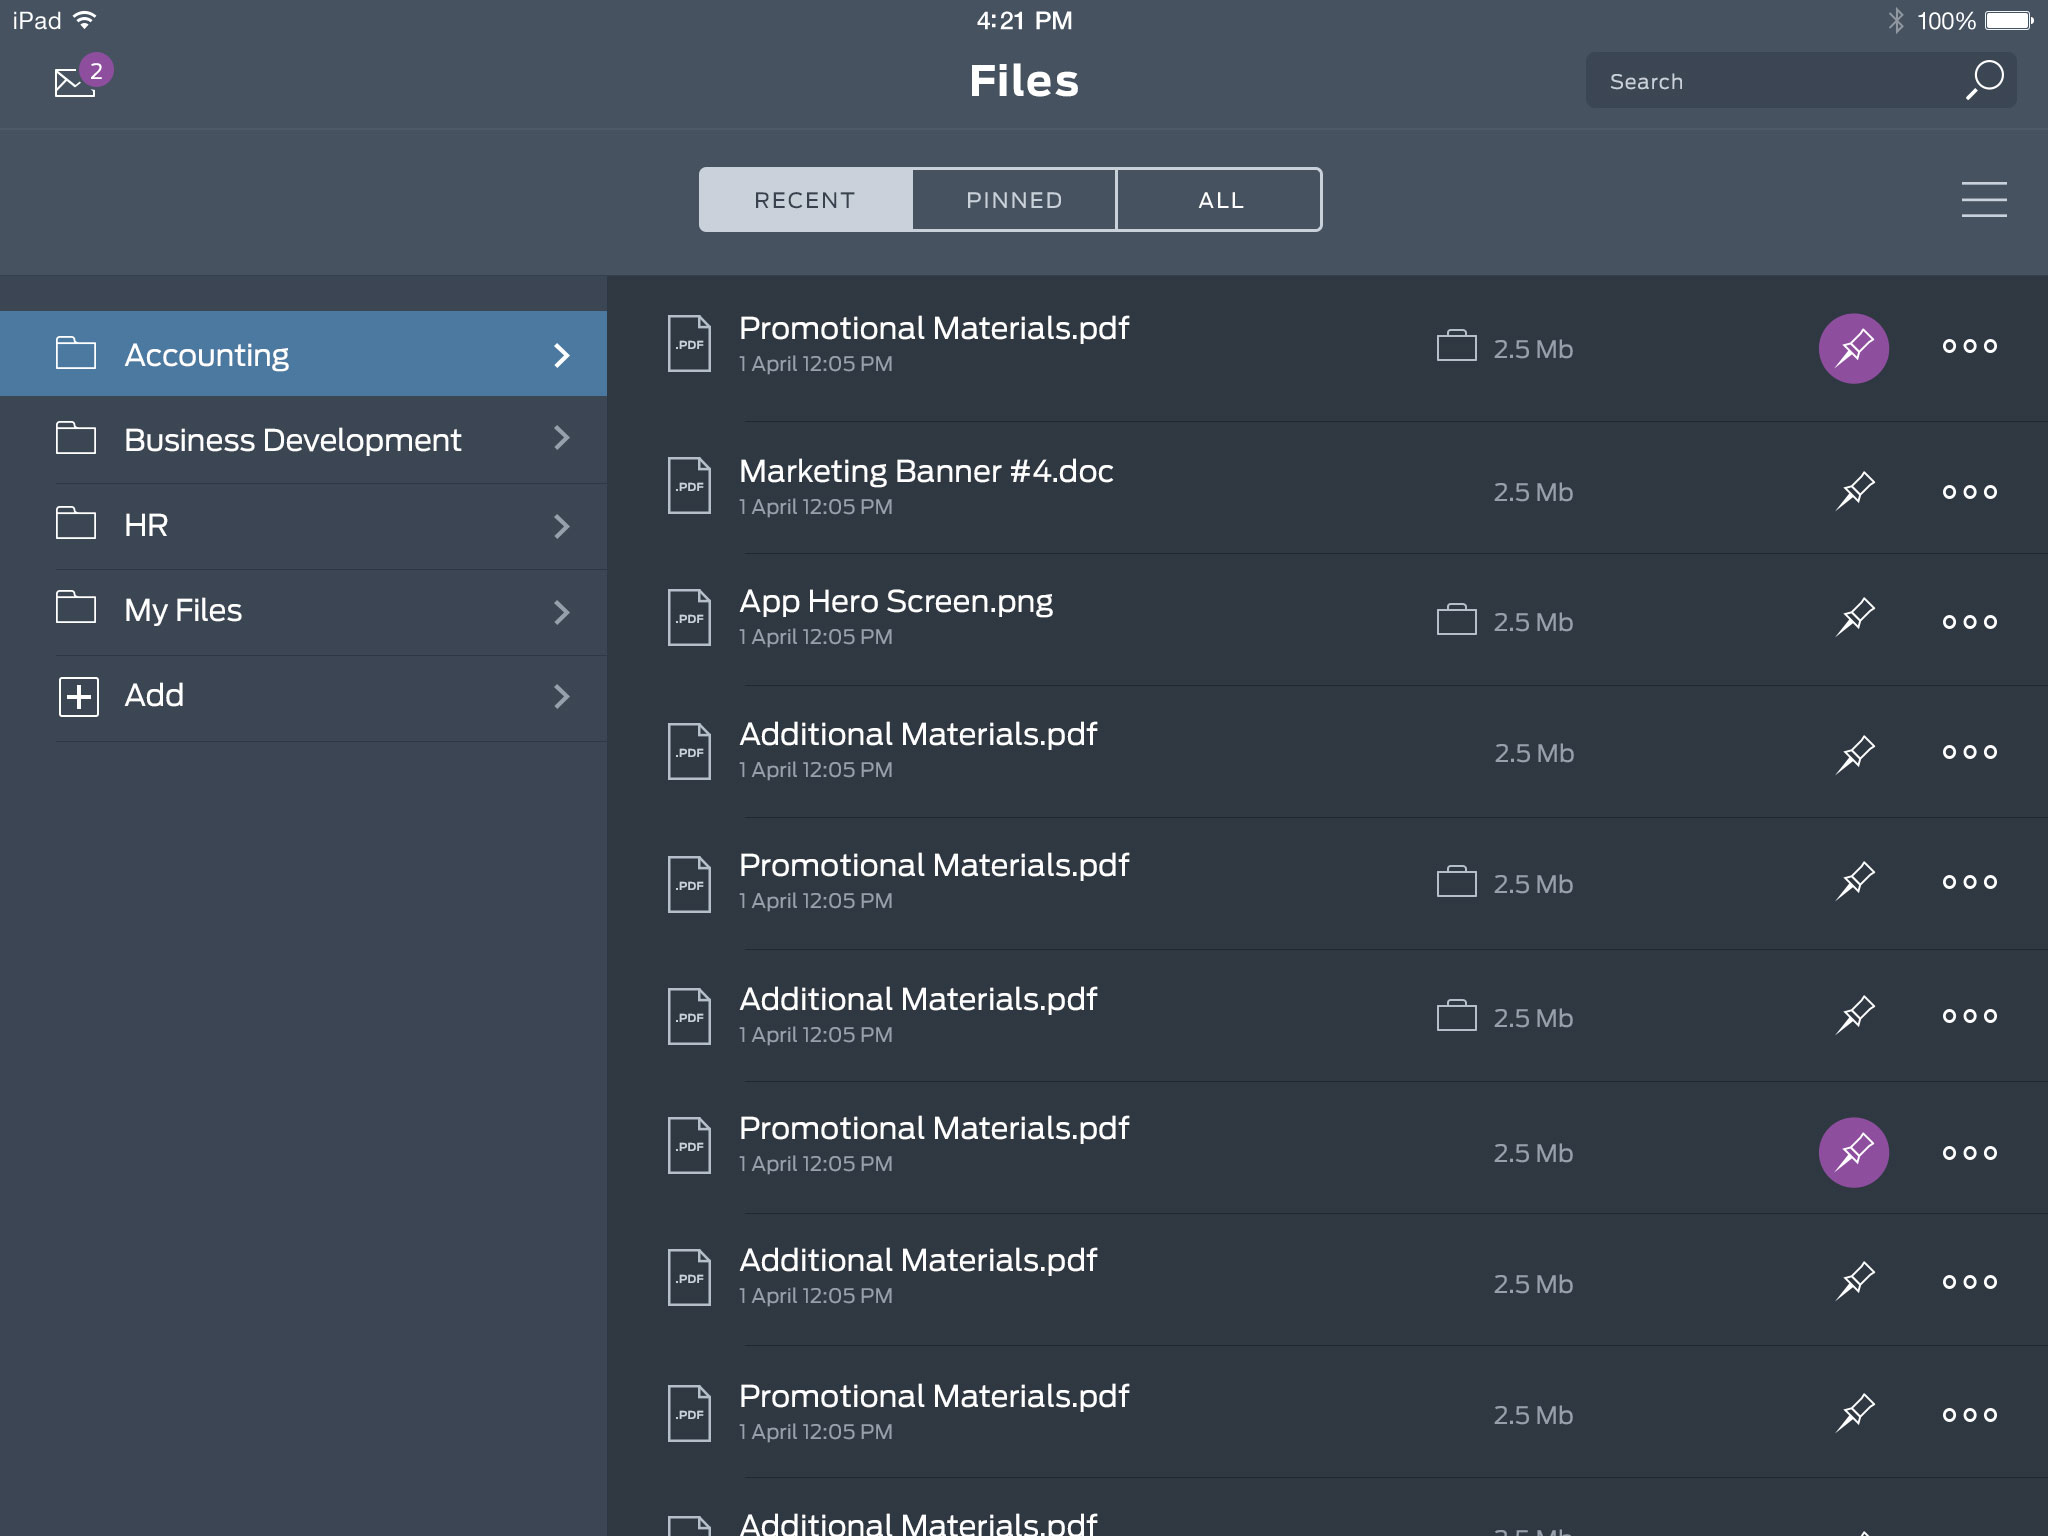 iPad 4:21 PM 100%
2 Files Search
RECENT PINNED ALL
Accounting
Business Development
HR
My Files
Add
.PDF Promotional Materials.pdf 2.5 Mb
1 April 12:05 PM
.PDF Marketing Banner #4.doc 2.5 Mb
1 April 12:05 PM
.PDF App Hero Screen.png 2.5 Mb
1 April 12:05 PM
.PDF Additional Materials.pdf 2.5 Mb
1 April 12:05 PM
.PDF Promotional Materials.pdf 2.5 Mb
1 April 12:05 PM
.PDF Additional Materials.pdf 2.5 Mb
1 April 12:05 PM
.PDF Promotional Materials.pdf 2.5 Mb
1 April 12:05 PM
.PDF Additional Materials.pdf 2.5 Mb
1 April 12:05 PM
.PDF Promotional Materials.pdf 2.5 Mb
1 April 12:05 PM
Additional Materials.pdf 2.5 Mb